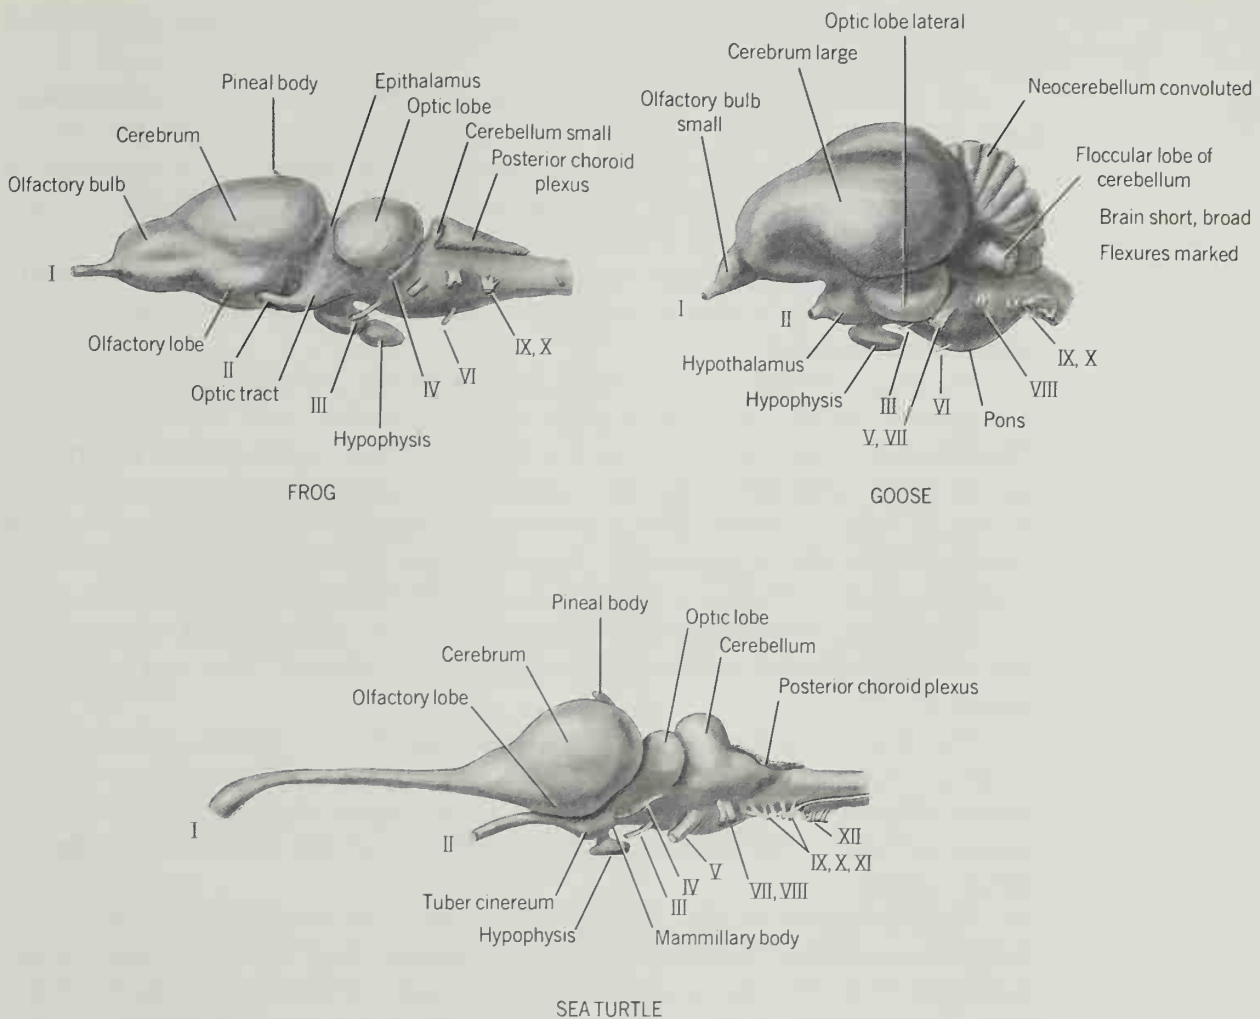 Pineal body
Epithalamus
Optic lobe
Cerebrum
Cerebellum small
Posterior choroid
plexus
Olfactory bulb
I
Olfactory lobe
II
Optic tract
III
IV
VI
IX, X
Hypophysis
FROG
Optic lobe lateral
Cerebrum large
Neocerebellum convoluted
Olfactory bulb
small
Floccular lobe of
cerebellum
Brain short, broad
Flexures marked
I
II
Hypothalamus
Hypophysis
III
V, VII
VI
Pons
VIII
IX, X
GOOSE
Pineal body
Optic lobe
Cerebrum
Cerebellum
Olfactory lobe
Posterior choroid plexus
I
II
Tuber cinereum
Hypophysis
Mammillary body
III
IV
V
VII, VIII
IX, X, XI
XII
SEA TURTLE